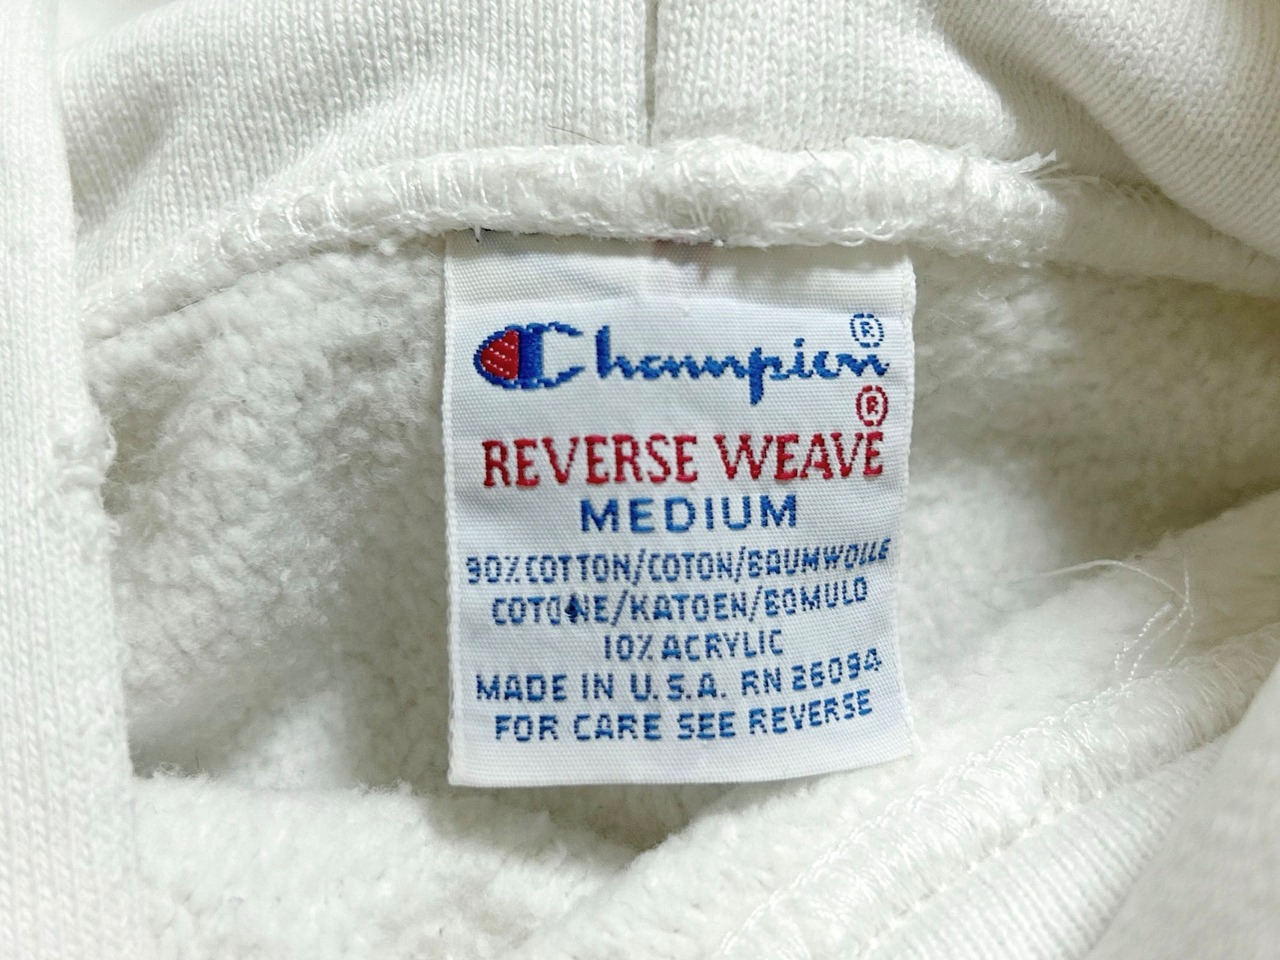 Champion®
®
REVERSE WEAVE
MEDIUM
90% COTTON/COTON/BAUMWOLLE
COTONE/KATOEN/BOMULD
10% ACRYLIC
MADE IN U.S.A. RN 26094
FOR CARE SEE REVERSE